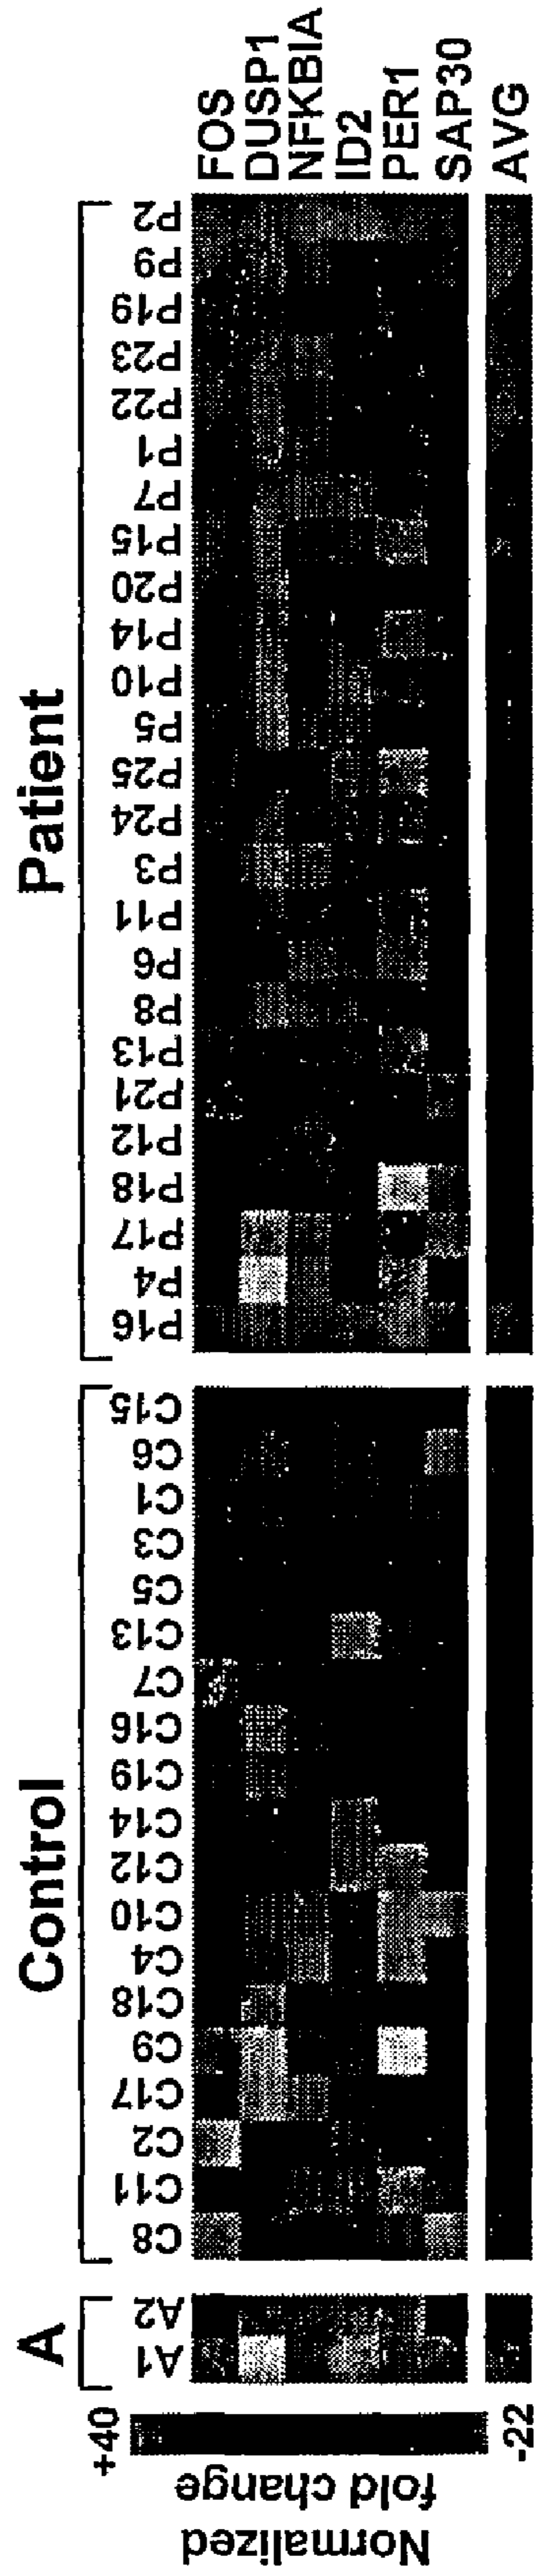 Normalized
fold change
+40
-22
A
A1
A2
Control
C8
C11
C2
C17
C9
C18
C4
C10
C12
C14
C19
C16
C7
C13
C5
C3
C1
C6
C15
Patient
P16
P4
P17
P18
P12
P21
P13
P8
P6
P11
P3
P24
P25
P5
P10
P14
P20
P15
P7
P1
P22
P23
P19
P9
P2
FOS
DUSP1
NFKBIA
ID2
PER1
SAP30
AVG